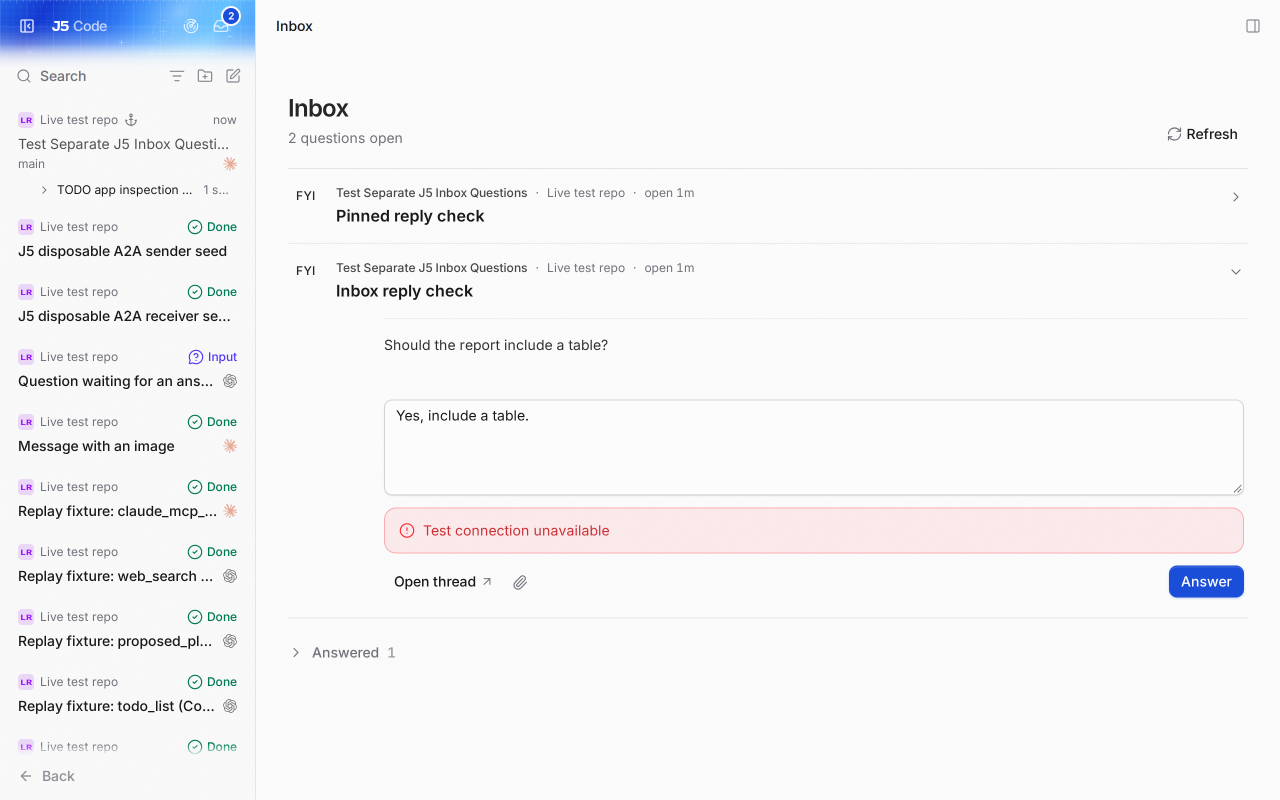 J5 Code
2
Search
LR Live test repo now
Test Separate J5 Inbox Questi...
main
TODO app inspection ... 1 s...
LR Live test repo Done
J5 disposable A2A sender seed
LR Live test repo Done
J5 disposable A2A receiver se...
LR Live test repo Input
Question waiting for an ans...
LR Live test repo Done
Message with an image
LR Live test repo Done
Replay fixture: claude_mcp_...
LR Live test repo Done
Replay fixture: web_search ...
LR Live test repo Done
Replay fixture: proposed_pl...
LR Live test repo Done
Replay fixture: todo_list (Co...
LR Live test repo Done
Back
Inbox
Inbox
2 questions open
Refresh
FYI Test Separate J5 Inbox Questions · Live test repo · open 1m
Pinned reply check
FYI Test Separate J5 Inbox Questions · Live test repo · open 1m
Inbox reply check
Should the report include a table?
Yes, include a table.
Test connection unavailable
Open thread
Answer
Answered 1